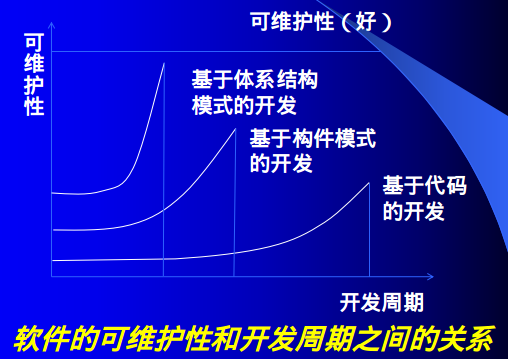 可维护性（好）
可维护性
基于体系结构
模式的开发
基于构件模式
的开发
基于代码
的开发
开发周期
软件的可维护性和开发周期之间的关系